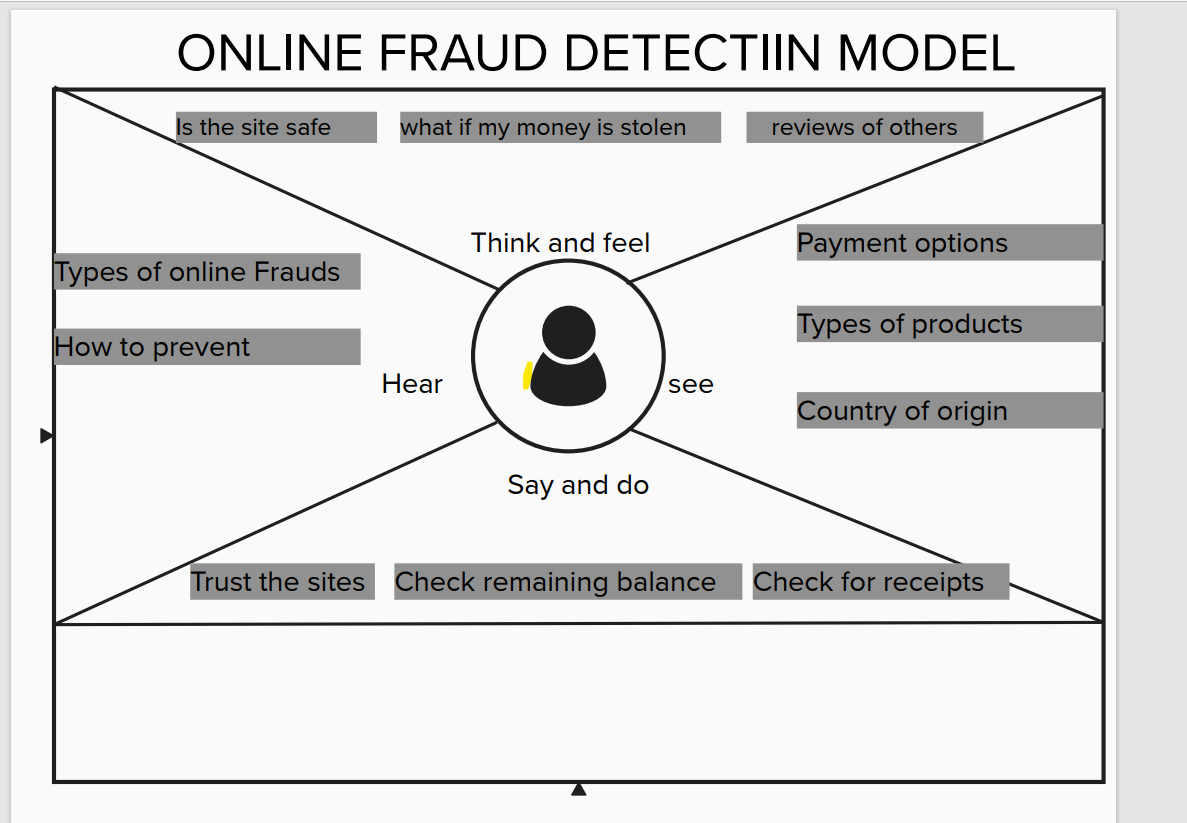 ONLINE FRAUD DETECTIIN MODEL
Is the site safe
what if my money is stolen
reviews of others
Think and feel
Payment options
Types of online Frauds
Types of products
How to prevent
Hear
see
Country of origin
Say and do
Trust the sites
Check remaining balance
Check for receipts